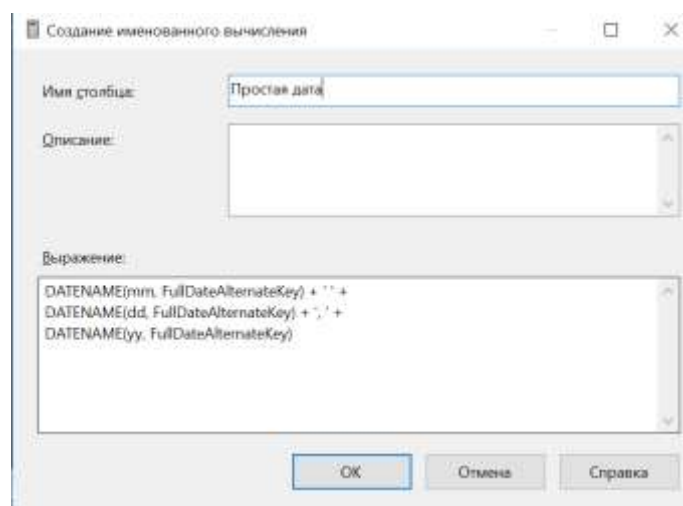 Создание именованного вычисления
Имя столбца: Простая дата
Описание:
Выражение:
DATENAME(mm, FullDateAlternateKey) + ' ' +
DATENAME(dd, FullDateAlternateKey) + ', ' +
DATENAME(yy, FullDateAlternateKey)
ОК Отмена Справка